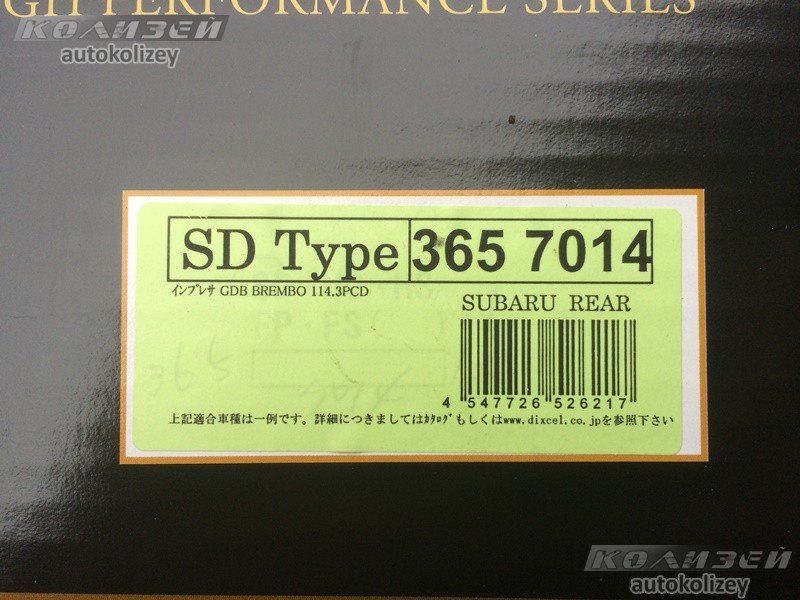 GH PERFORMANCE SERIES
КОЛИЗЕЙ
autokolizey
SD Type 365 7014
インプレサ GDB BREMBO 114.3PCD
SUBARU REAR
FP FS( )
365
4 547726 526217
上記適合車種は一例です。詳細につきましてはｶﾀﾛｸﾞもしくはwww.dixcel.co.jpを参照下さい
КОЛИЗЕЙ
autokolizey